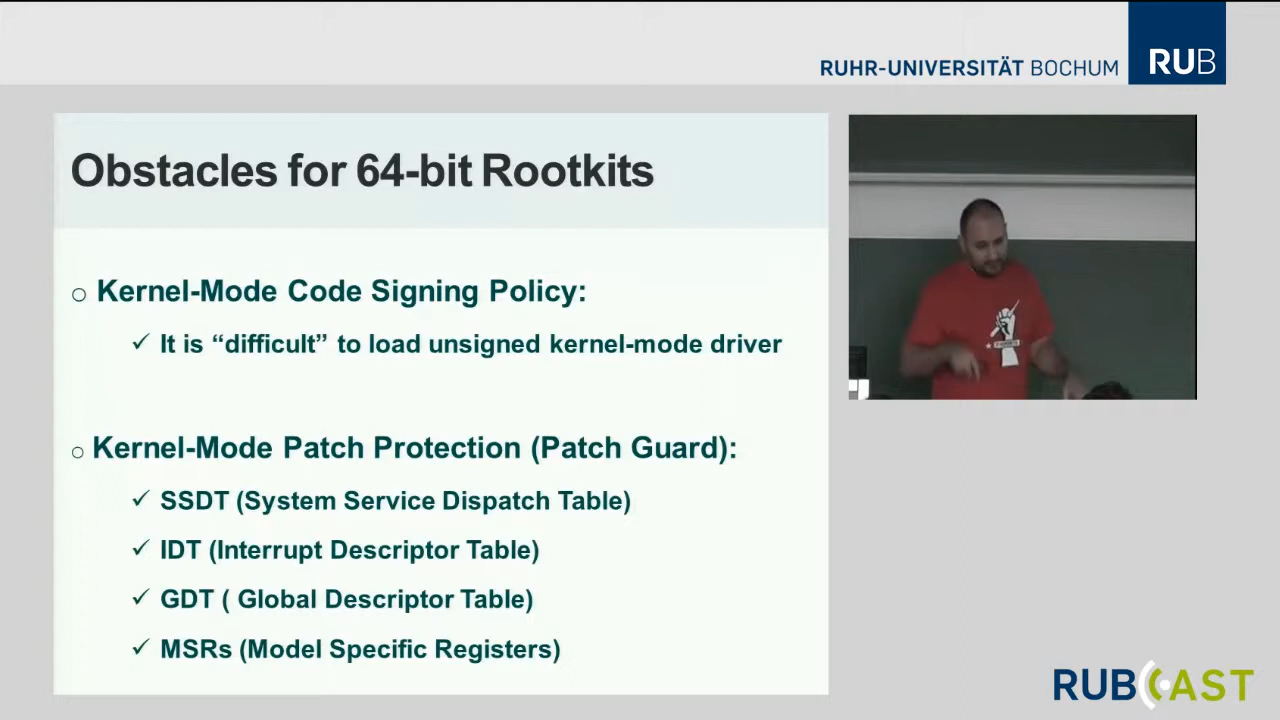 RUHR-UNIVERSITÄT BOCHUM
RUB
Obstacles for 64-bit Rootkits
Kernel-Mode Code Signing Policy:
✓ It is “difficult” to load unsigned kernel-mode driver
Kernel-Mode Patch Protection (Patch Guard):
✓ SSDT (System Service Dispatch Table)
✓ IDT (Interrupt Descriptor Table)
✓ GDT ( Global Descriptor Table)
✓ MSRs (Model Specific Registers)
RUBCAST